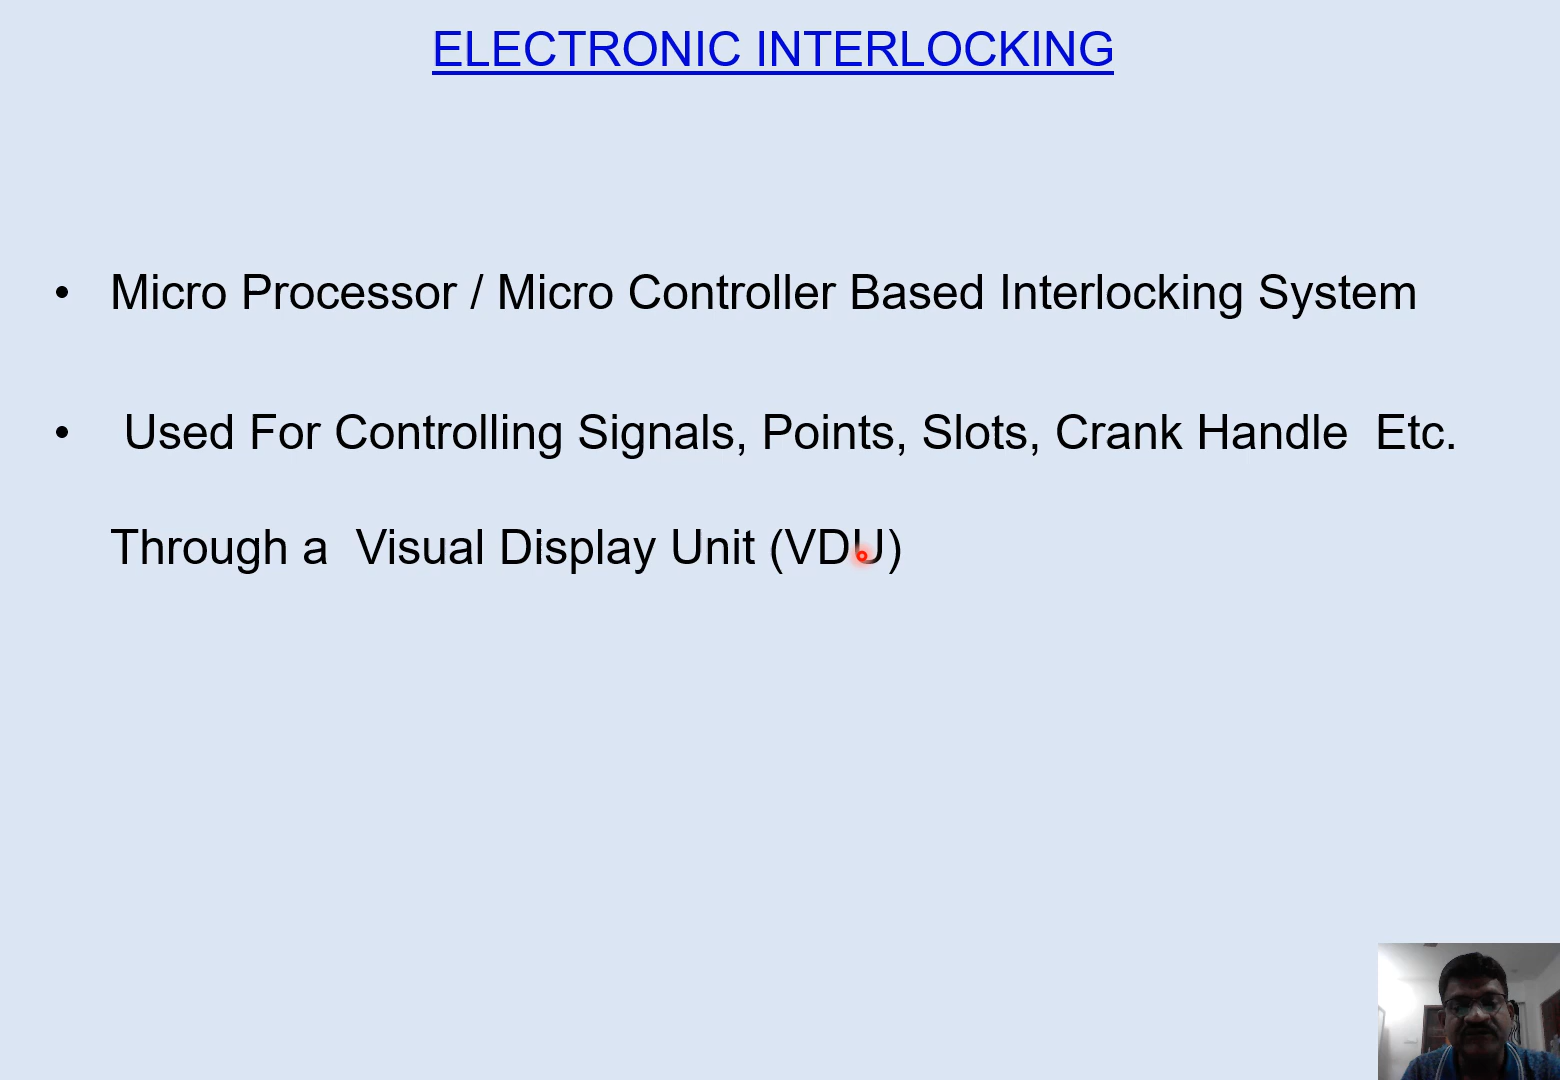 ELECTRONIC INTERLOCKING
• Micro Processor / Micro Controller Based Interlocking System
• Used For Controlling Signals, Points, Slots, Crank Handle Etc.
Through a Visual Display Unit (VDU)